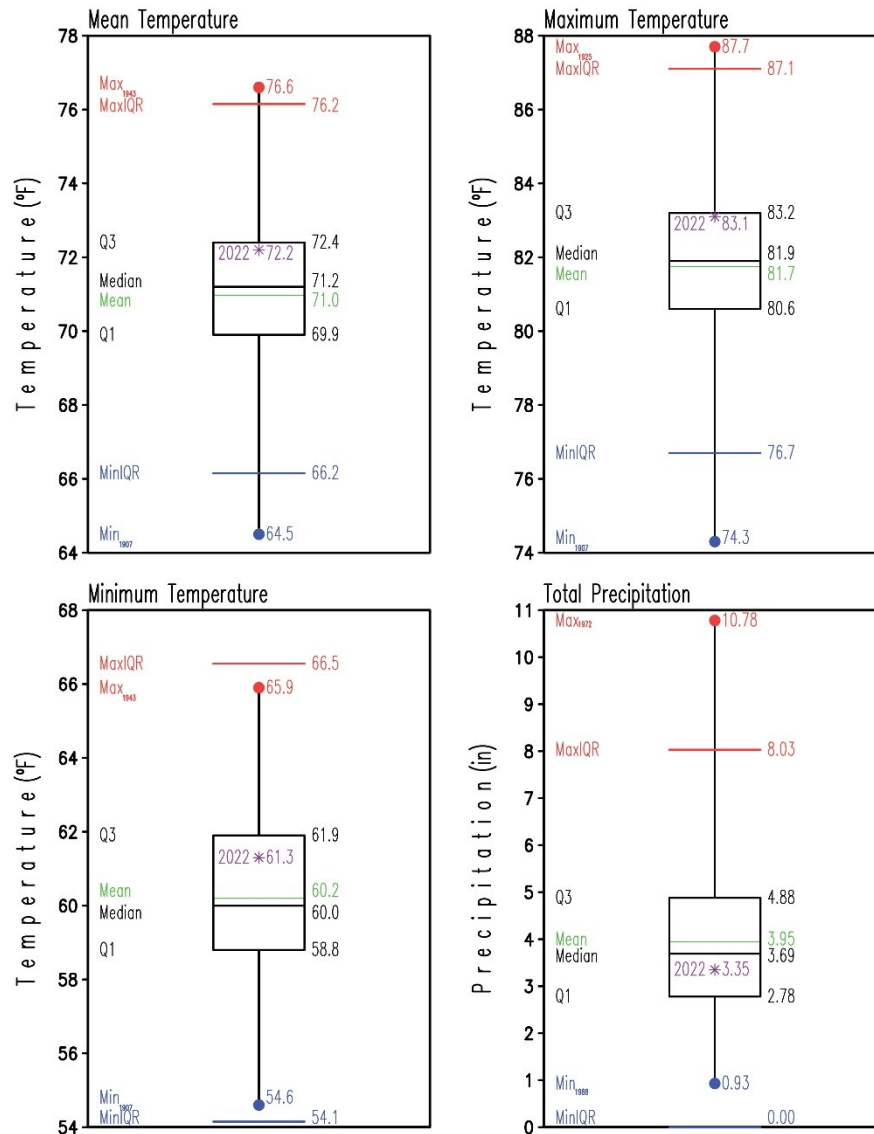 Mean Temperature
Temperature (ºF)
78
76
74
72
70
68
66
64
Max1943 76.6
MaxIQR 76.2
Q3 72.4
2022 * 72.2
Median 71.2
Mean 71.0
Q1 69.9
MinIQR 66.2
Min1907 64.5
Maximum Temperature
Temperature (ºF)
88
86
84
82
80
78
76
74
Max1925 87.7
MaxIQR 87.1
Q3 83.2
2022 * 83.1
Median 81.9
Mean 81.7
Q1 80.6
MinIQR 76.7
Min1907 74.3
Minimum Temperature
Temperature (ºF)
68
66
64
62
60
58
56
54
MaxIQR 66.5
Max1943 65.9
Q3 61.9
2022 * 61.3
Mean 60.2
Median 60.0
Q1 58.8
Min1907 54.6
MinIQR 54.1
Total Precipitation
Precipitation (in)
11
10
9
8
7
6
5
4
3
2
1
0
Max1972 10.78
MaxIQR 8.03
Q3 4.88
Mean 3.95
Median 3.69
2022 * 3.35
Q1 2.78
Min1988 0.93
MinIQR 0.00